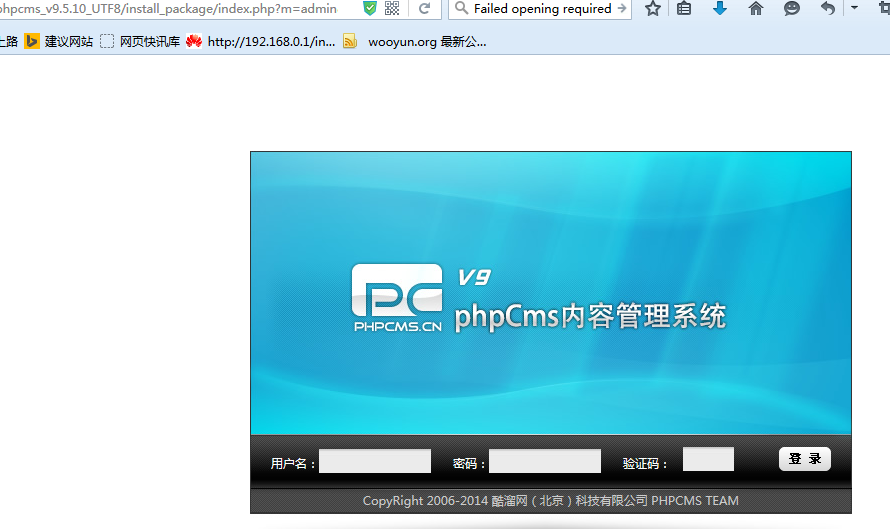 phpcms_v9.5.10_UTF8/install_package/index.php?m=admin
Failed opening required
上路 建议网站 网页快讯库 http://192.168.0.1/in... wooyun.org 最新公...
V9
PC phpCms内容管理系统
PHPCMS.CN
用户名： 密码： 验证码： 登 录
CopyRight 2006-2014 酷溜网（北京）科技有限公司 PHPCMS TEAM